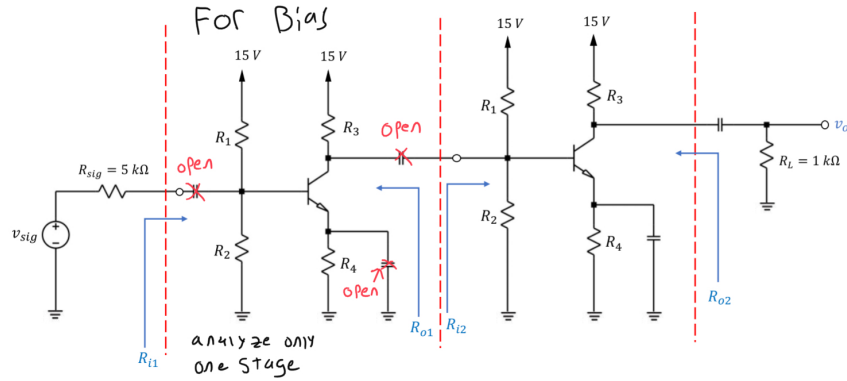 For Bias
15 V
15 V
15 V
15 V
R1
R3
R1
R3
open
open
Rsig = 5 kΩ
vo
RL = 1 kΩ
vsig
R2
R4
R2
R4
open
Ri1
Ro1
Ri2
Ro2
analyze only
one stage